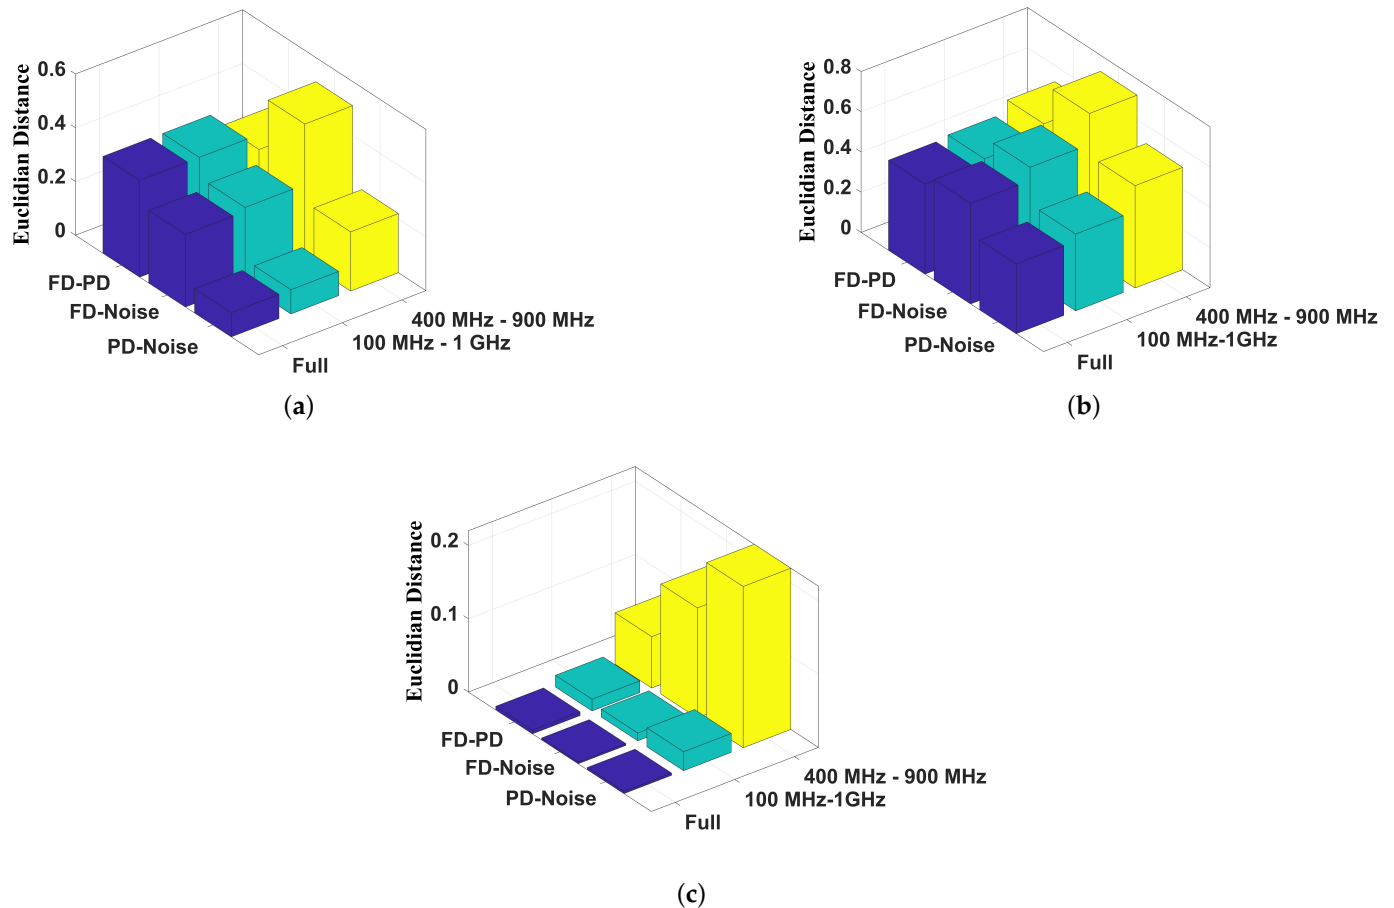 0.6
0.4
0.2
0
Euclidian Distance
FD-PD
FD-Noise
PD-Noise
400 MHz - 900 MHz
100 MHz - 1 GHz
Full
(a)
0.8
0.6
0.4
0.2
0
Euclidian Distance
FD-PD
FD-Noise
PD-Noise
400 MHz - 900 MHz
100 MHz-1GHz
Full
(b)
0.2
0.1
0
Euclidian Distance
FD-PD
FD-Noise
PD-Noise
400 MHz - 900 MHz
100 MHz-1GHz
Full
(c)